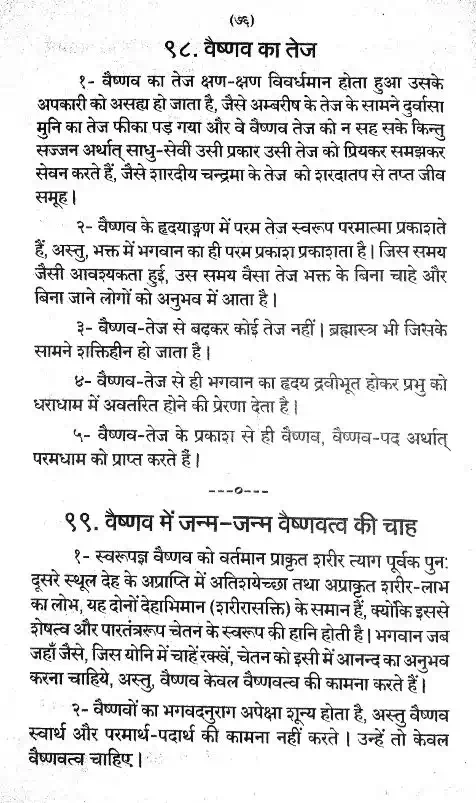 (७६)
९८. वैष्णव का तेज
१- वैष्णव का तेज क्षण-क्षण विवर्धमान होता हुआ उसके
अपकारी को असह्य हो जाता है, जैसे अम्बरीष के तेज के सामने दुर्वासा
मुनि का तेज फीका पड़ गया और वे वैष्णव तेज को न सह सके किन्तु
सज्जन अर्थात् साधु-सेवी उसी प्रकार उसी तेज को प्रियकर समझकर
सेवन करते हैं, जैसे शारदीय चन्द्रमा के तेज को शरदातप से तप्त जीव
समूह।
२- वैष्णव के हृदयाङ्गण में परम तेज स्वरूप परमात्मा प्रकाशते
हैं, अस्तु, भक्त में भगवान का ही परम प्रकाश प्रकाशता है। जिस समय
जैसी आवश्यकता हुई, उस समय वैसा तेज भक्त के बिना चाहे और
बिना जाने लोगों को अनुभव में आता है।
३- वैष्णव-तेज से बढ़कर कोई तेज नहीं। ब्रह्मास्त्र भी जिसके
सामने शक्तिहीन हो जाता है।
४- वैष्णव-तेज से ही भगवान का हृदय द्रवीभूत होकर प्रभु को
धराधाम में अवतरित होने की प्रेरणा देता है।
५- वैष्णव-तेज के प्रकाश से ही वैष्णव, वैष्णव-पद अर्थात्
परमधाम को प्राप्त करते हैं।
---०---
९९. वैष्णव में जन्म-जन्म वैष्णवत्व की चाह
१- स्वरूपज्ञ वैष्णव को वर्तमान प्राकृत शरीर त्याग पूर्वक पुन:
दूसरे स्थूल देह के अप्राप्ति में अतिशयेच्छा तथा अप्राकृत शरीर-लाभ
का लोभ, यह दोनों देहाभिमान (शरीरासक्ति) के समान हैं, क्योंकि इससे
शेषत्व और पारतंत्ररूप चेतन के स्वरूप की हानि होती है। भगवान जब
जहाँ जैसे, जिस योनि में चाहें रक्खें, चेतन को इसी में आनन्द का अनुभव
करना चाहिये, अस्तु, वैष्णव केवल वैष्णवत्व की कामना करते हैं।
२- वैष्णवों का भगवदनुराग अपेक्षा शून्य होता है, अस्तु वैष्णव
स्वार्थ और परमार्थ-पदार्थ की कामना नहीं करते। उन्हें तो केवल
वैष्णवत्व चाहिए।